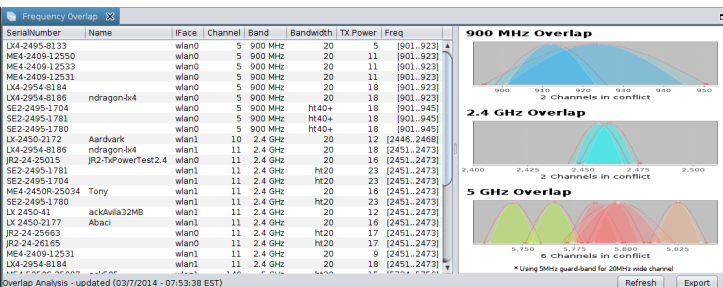 Frequency Overlap
SerialNumber Name IFace Channel Band Bandwidth TX Power Freq
LX4-2495-8133 wlan0 5 900 MHz 20 5 [901..923]
ME4-2409-12550 wlan0 5 900 MHz 20 11 [901..923]
ME4-2409-12533 wlan0 5 900 MHz 20 11 [901..923]
ME4-2409-12531 wlan0 5 900 MHz 20 11 [901..923]
LX4-2954-8184 wlan0 5 900 MHz 20 18 [901..923]
LX4-2954-8186 ndragon-lx4 wlan0 5 900 MHz 20 18 [901..923]
SE2-2495-1704 wlan0 5 900 MHz ht40+ 18 [901..945]
SE2-2495-1781 wlan0 5 900 MHz ht40+ 18 [901..945]
SE2-2495-1780 wlan0 5 900 MHz ht40+ 18 [901..945]
LX-2450-2172 Aardvark wlan1 10 2.4 GHz 20 12 [2446..2468]
LX4-2954-8186 ndragon-lx4 wlan1 11 2.4 GHz 20 18 [2451..2473]
JR2-24-25015 JR2-TxPowerTest2.4 wlan0 11 2.4 GHz 20 16 [2451..2473]
SE2-2495-1781 wlan1 11 2.4 GHz ht20 23 [2451..2473]
SE2-2495-1704 wlan1 11 2.4 GHz ht20 23 [2451..2473]
ME4-2450R-25034 Tony wlan1 11 2.4 GHz 20 16 [2451..2473]
SE2-2495-1780 wlan1 11 2.4 GHz ht20 23 [2451..2473]
LX 2450-41 ackAvila32MB wlan1 11 2.4 GHz 20 12 [2451..2473]
LX 2450-2177 Abaci wlan1 11 2.4 GHz 20 16 [2451..2473]
JR2-24-25663 wlan0 11 2.4 GHz ht20 17 [2451..2473]
JR2-24-26165 wlan0 11 2.4 GHz ht20 17 [2451..2473]
ME4-2409-12531 wlan1 11 2.4 GHz 20 9 [2451..2473]
LX4-2954-8184 wlan1 11 2.4 GHz 20 18 [2451..2473]
Overlap Analysis - updated (03/7/2014 - 07:53:38 EST)
900 MHz Overlap
900 910 920 930 940 950
2 Channels in conflict
2.4 GHz Overlap
2,400 2,425 2,450 2,475 2,500
2 Channels in conflict
5 GHz Overlap
5,750 5,775 5,800 5,825
6 Channels in conflict
* Using 5MHz guard-band for 20MHz wide channel
Refresh Export